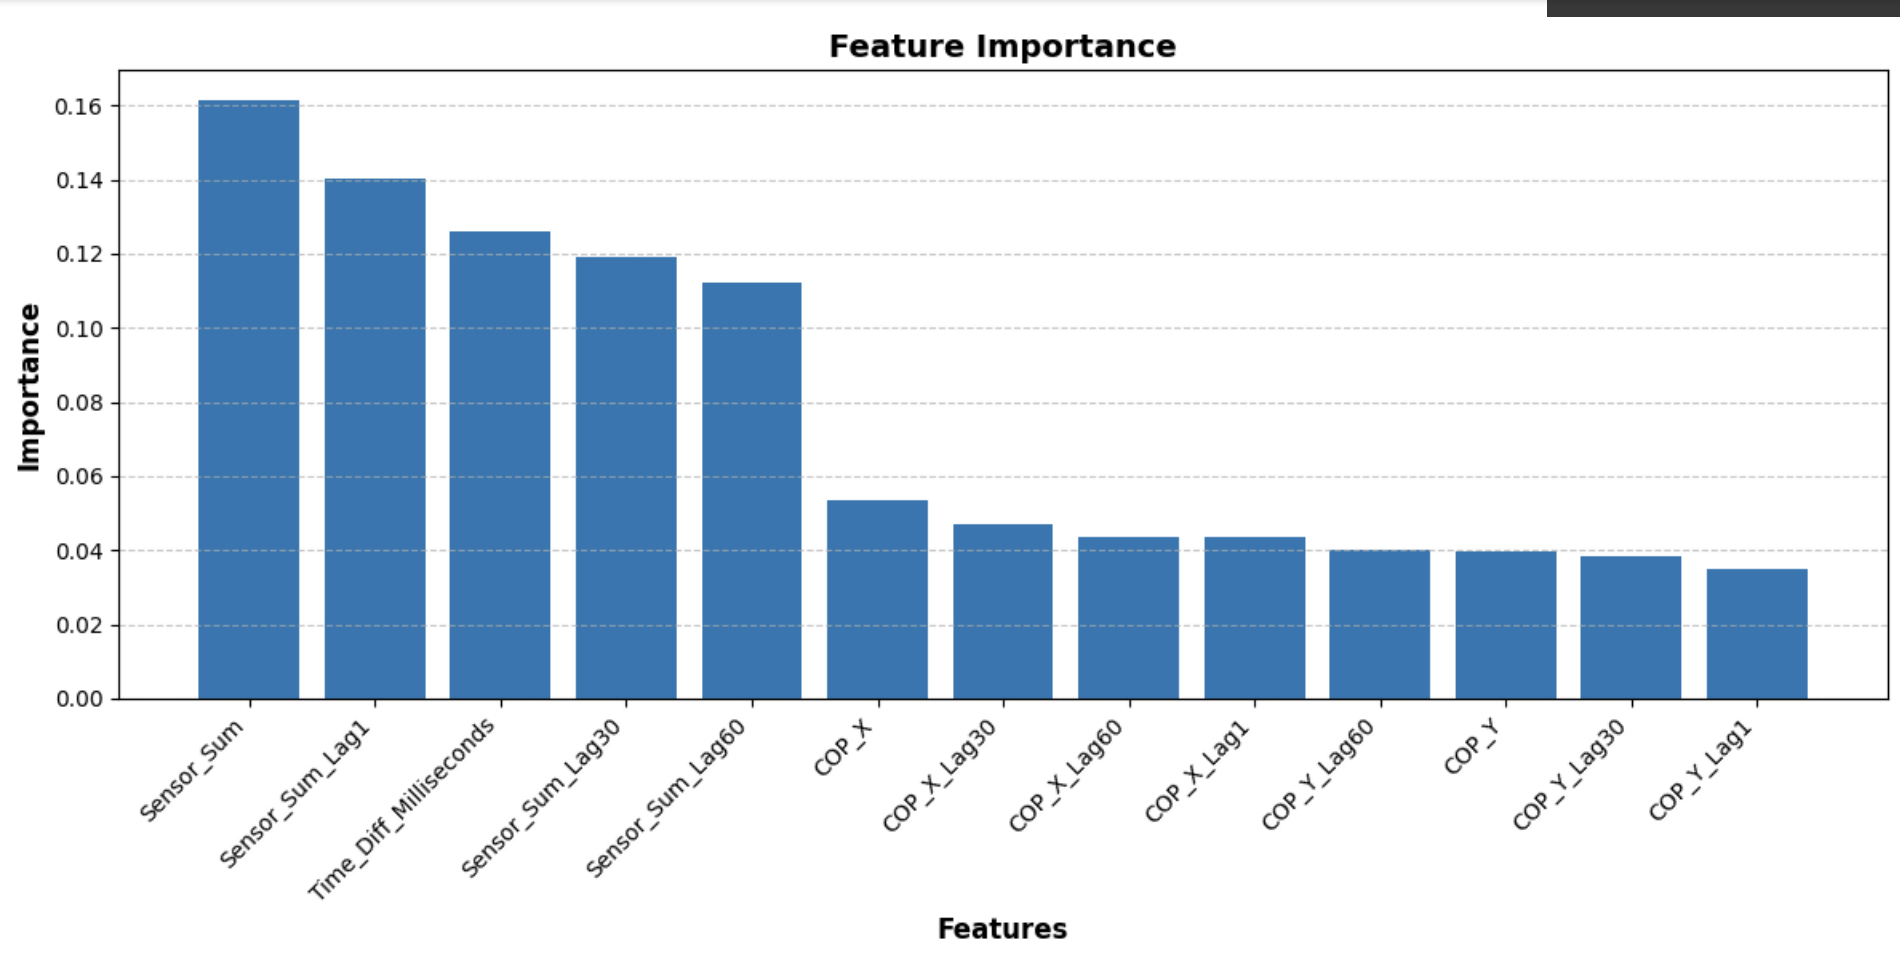 Feature Importance
0.16
0.14
0.12
0.10
0.08
0.06
0.04
0.02
0.00
Importance
Sensor_Sum
Sensor_Sum_Lag1
Time_Diff_Milliseconds
Sensor_Sum_Lag30
Sensor_Sum_Lag60
COP_X
COP_X_Lag30
COP_X_Lag60
COP_X_Lag1
COP_Y_Lag60
COP_Y
COP_Y_Lag30
COP_Y_Lag1
Features